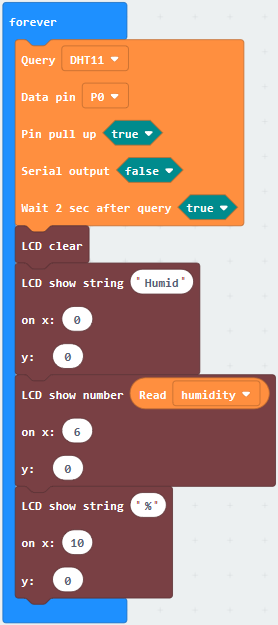 forever
Query DHT11
Data pin P0
Pin pull up true
Serial output false
Wait 2 sec after query true
LCD clear
LCD show string "Humid"
on x: 0
y: 0
LCD show number Read humidity
on x: 6
y: 0
LCD show string "%"
on x: 10
y: 0